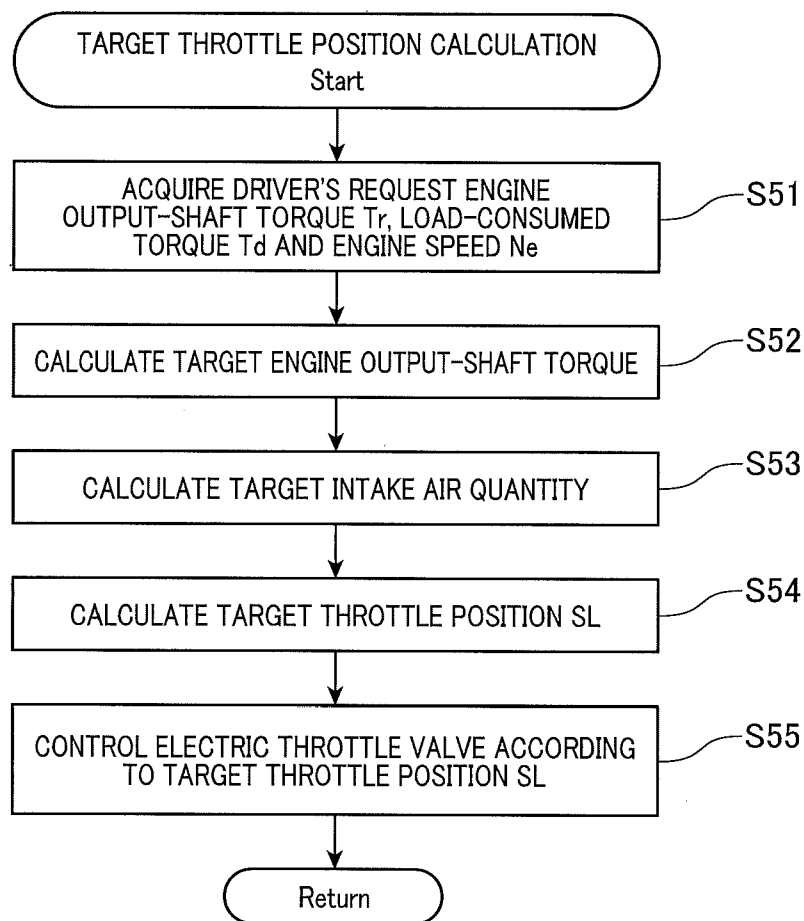 TARGET THROTTLE POSITION CALCULATION
Start
ACQUIRE DRIVER'S REQUEST ENGINE
OUTPUT-SHAFT TORQUE Tr, LOAD-CONSUMED
TORQUE Td AND ENGINE SPEED Ne
S51
CALCULATE TARGET ENGINE OUTPUT-SHAFT TORQUE
S52
CALCULATE TARGET INTAKE AIR QUANTITY
S53
CALCULATE TARGET THROTTLE POSITION SL
S54
CONTROL ELECTRIC THROTTLE VALVE ACCORDING
TO TARGET THROTTLE POSITION SL
S55
Return